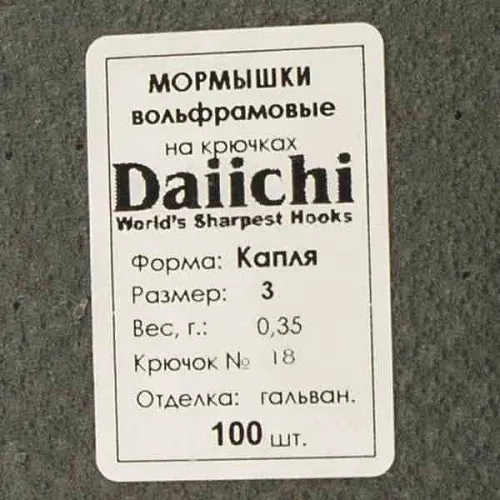 МОРМЫШКИ
вольфрамовые
на крючках
Daiichi
World's Sharpest Hooks
Форма: Капля
Размер: 3
Вес, г.: 0,35
Крючок № 18
Отделка: гальван.
100 шт.